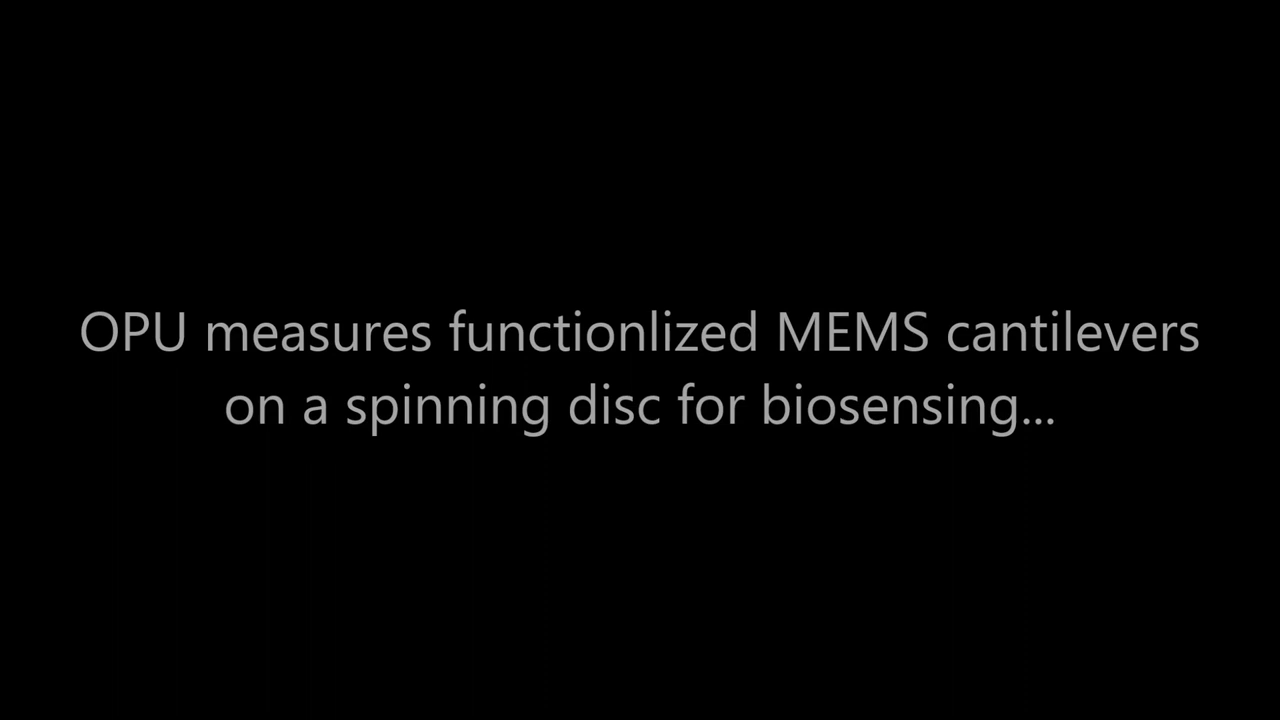 OPU measures functionlized MEMS cantilevers
on a spinning disc for biosensing...